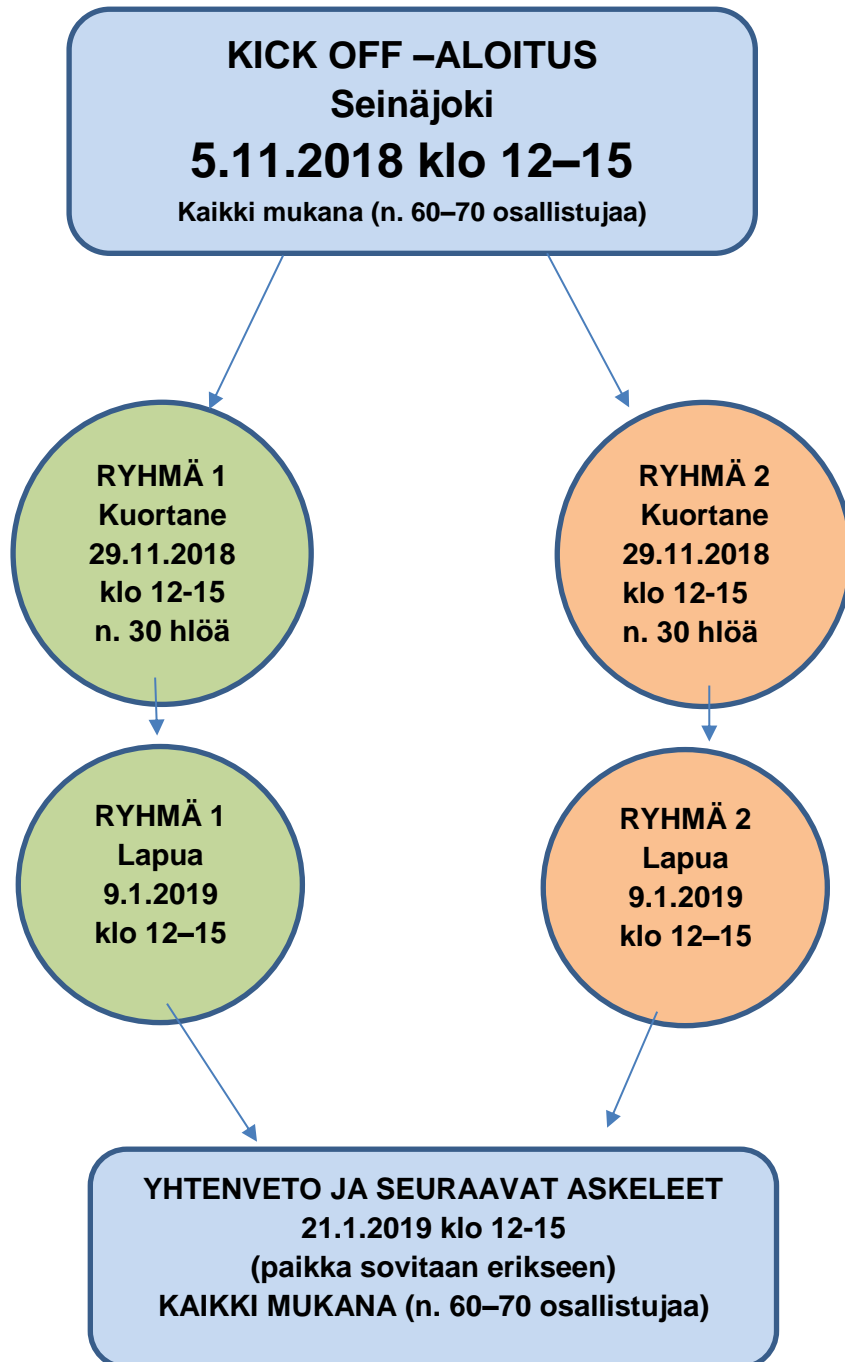 KICK OFF –ALOITUS
Seinäjoki
5.11.2018 klo 12–15
Kaikki mukana (n. 60–70 osallistujaa)
RYHMÄ 1
Kuortane
29.11.2018
klo 12-15
n. 30 hlöä
RYHMÄ 2
Kuortane
29.11.2018
klo 12-15
n. 30 hlöä
RYHMÄ 1
Lapua
9.1.2019
klo 12–15
RYHMÄ 2
Lapua
9.1.2019
klo 12–15
YHTENVETO JA SEURAAVAT ASKELEET
21.1.2019 klo 12-15
(paikka sovitaan erikseen)
KAIKKI MUKANA (n. 60–70 osallistujaa)